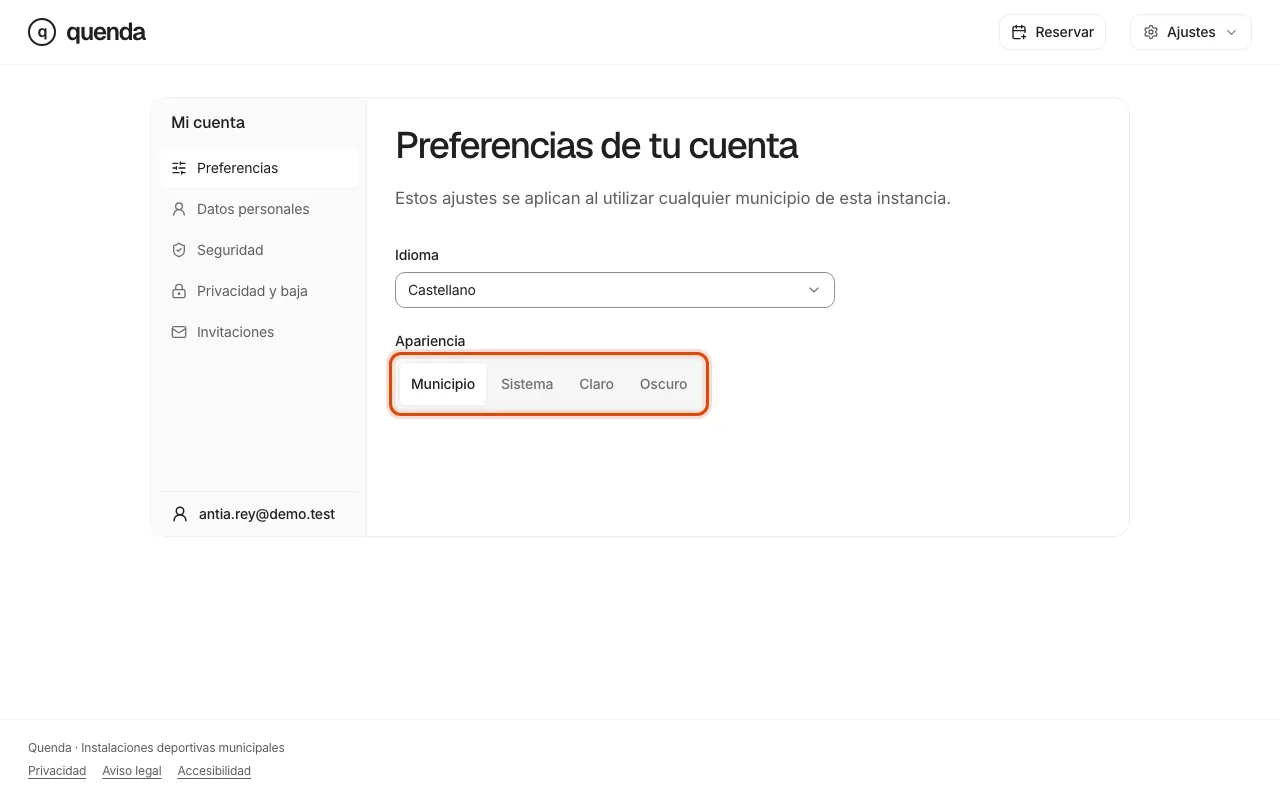 q quenda
Reservar
Ajustes
Mi cuenta
Preferencias
Datos personales
Seguridad
Privacidad y baja
Invitaciones
antia.rey@demo.test
Preferencias de tu cuenta
Estos ajustes se aplican al utilizar cualquier municipio de esta instancia.
Idioma
Castellano
Apariencia
Municipio Sistema Claro Oscuro
Quenda · Instalaciones deportivas municipales
Privacidad Aviso legal Accesibilidad